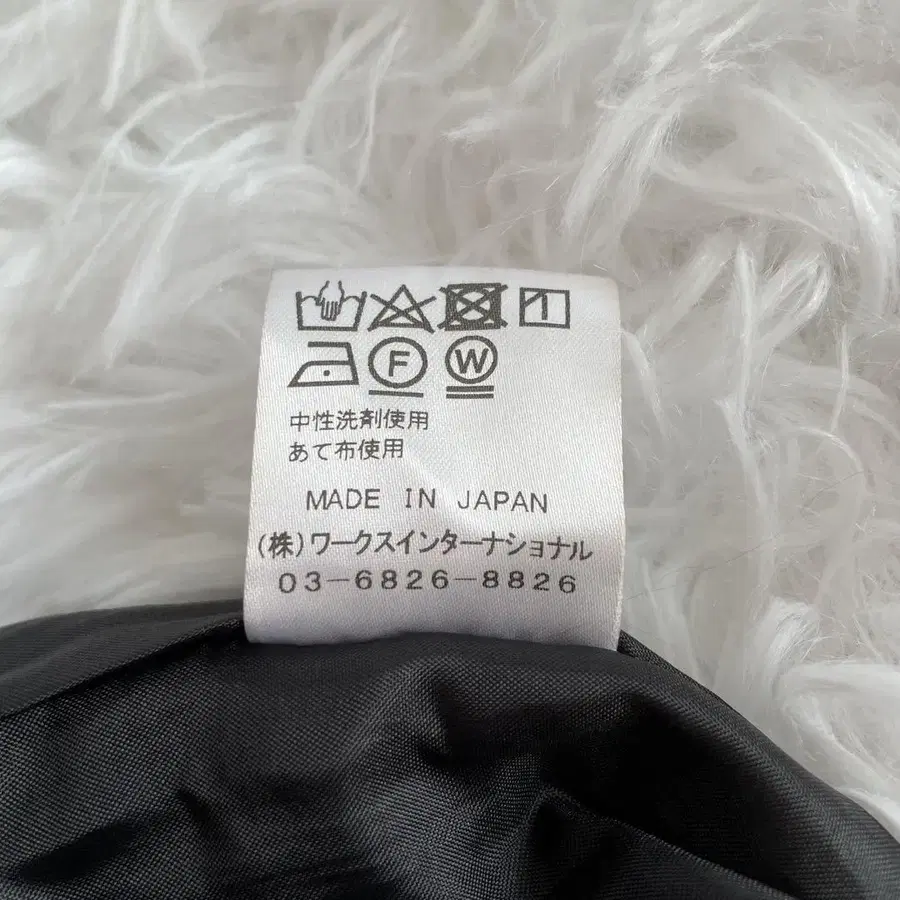 F W
中性洗剤使用
あて布使用
MADE IN JAPAN
(株)ワークスインターナショナル
03-6826-8826